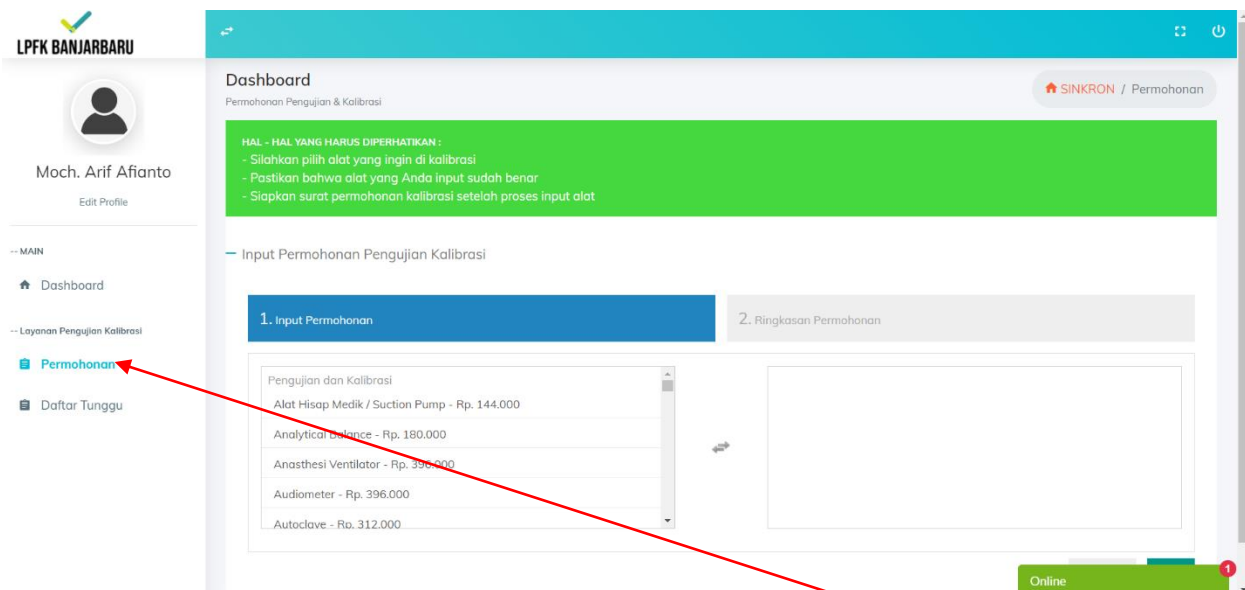 LPFK BANJARBARU
Moch. Arif Afianto
Edit Profile
-- MAIN
Dashboard
-- Layanan Pengujian Kalibrasi
Permohonan
Daftar Tunggu
Dashboard
Permohonan Pengujian & Kalibrasi
SINKRON / Permohonan
HAL - HAL YANG HARUS DIPERHATIKAN :
- Silahkan pilih alat yang ingin di kalibrasi
- Pastikan bahwa alat yang Anda input sudah benar
- Siapkan surat permohonan kalibrasi setelah proses input alat
Input Permohonan Pengujian Kalibrasi
1. Input Permohonan
2. Ringkasan Permohonan
Pengujian dan Kalibrasi
Alat Hisap Medik / Suction Pump - Rp. 144.000
Analytical Balance - Rp. 180.000
Anasthesi Ventilator - Rp. 396.000
Audiometer - Rp. 396.000
Autoclave - Rp. 312.000
Online
1